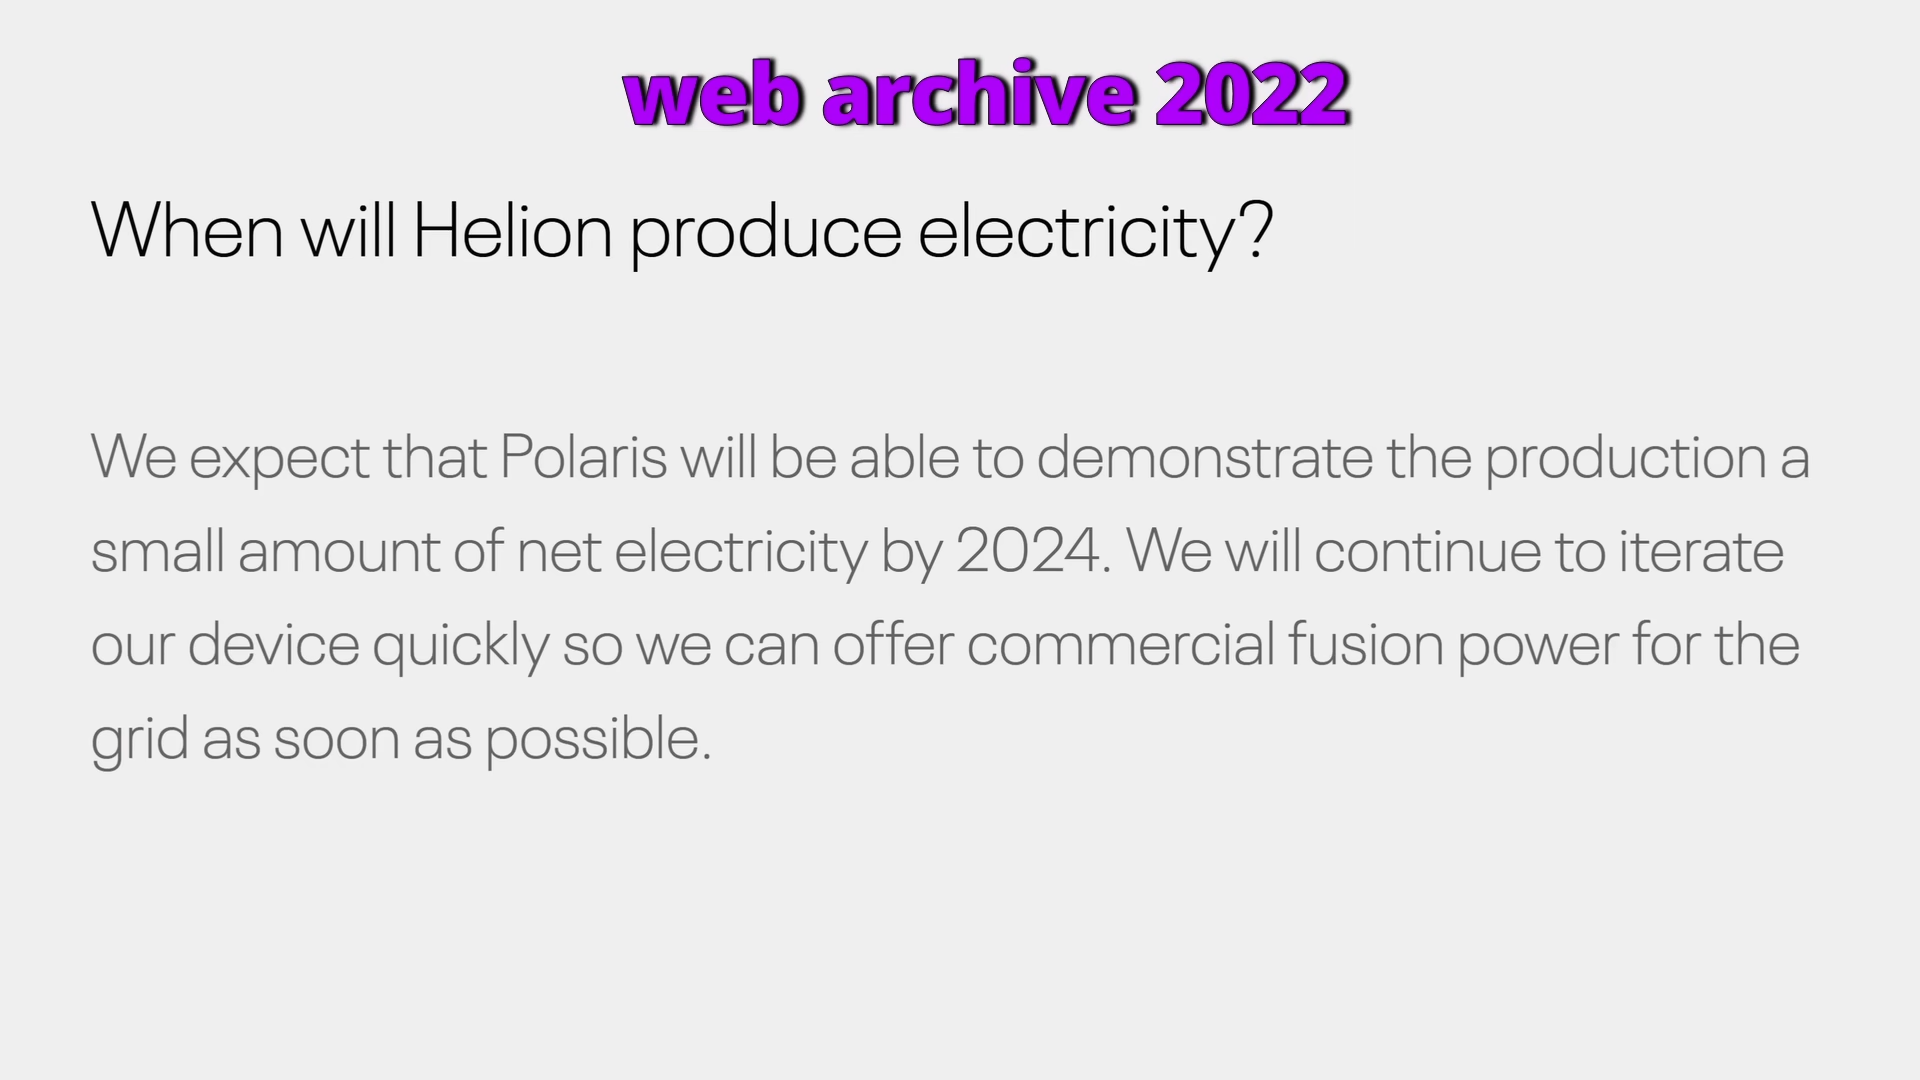 web archive 2022
When will Helion produce electricity?
We expect that Polaris will be able to demonstrate the production a
small amount of net electricity by 2024. We will continue to iterate
our device quickly so we can offer commercial fusion power for the
grid as soon as possible.